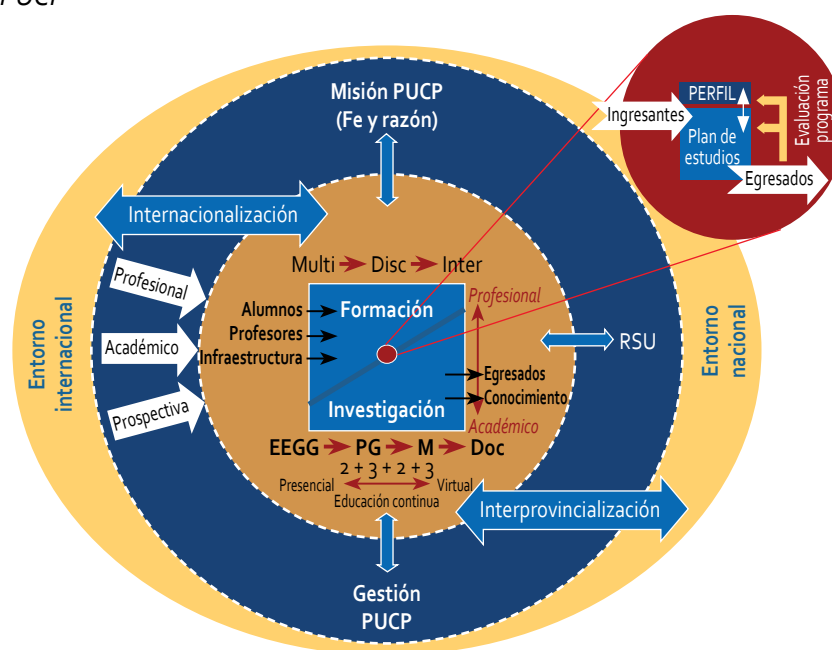 PUCP
Misión PUCP
(Fe y razón)
Ingresantes
PERFIL
Plan de
estudios
Evaluación
programa
Egresados
Internacionalización
Profesional
Académico
Prospectiva
Entorno
internacional
Multi Disc Inter
Alumnos
Profesores
Infraestructura
Formación
Investigación
Profesional
Egresados
Conocimiento
Académico
RSU
Entorno
nacional
EEGG PG M Doc
2 + 3 + 2 + 3
Presencial Virtual
Educación continua
Interprovincialización
Gestión
PUCP